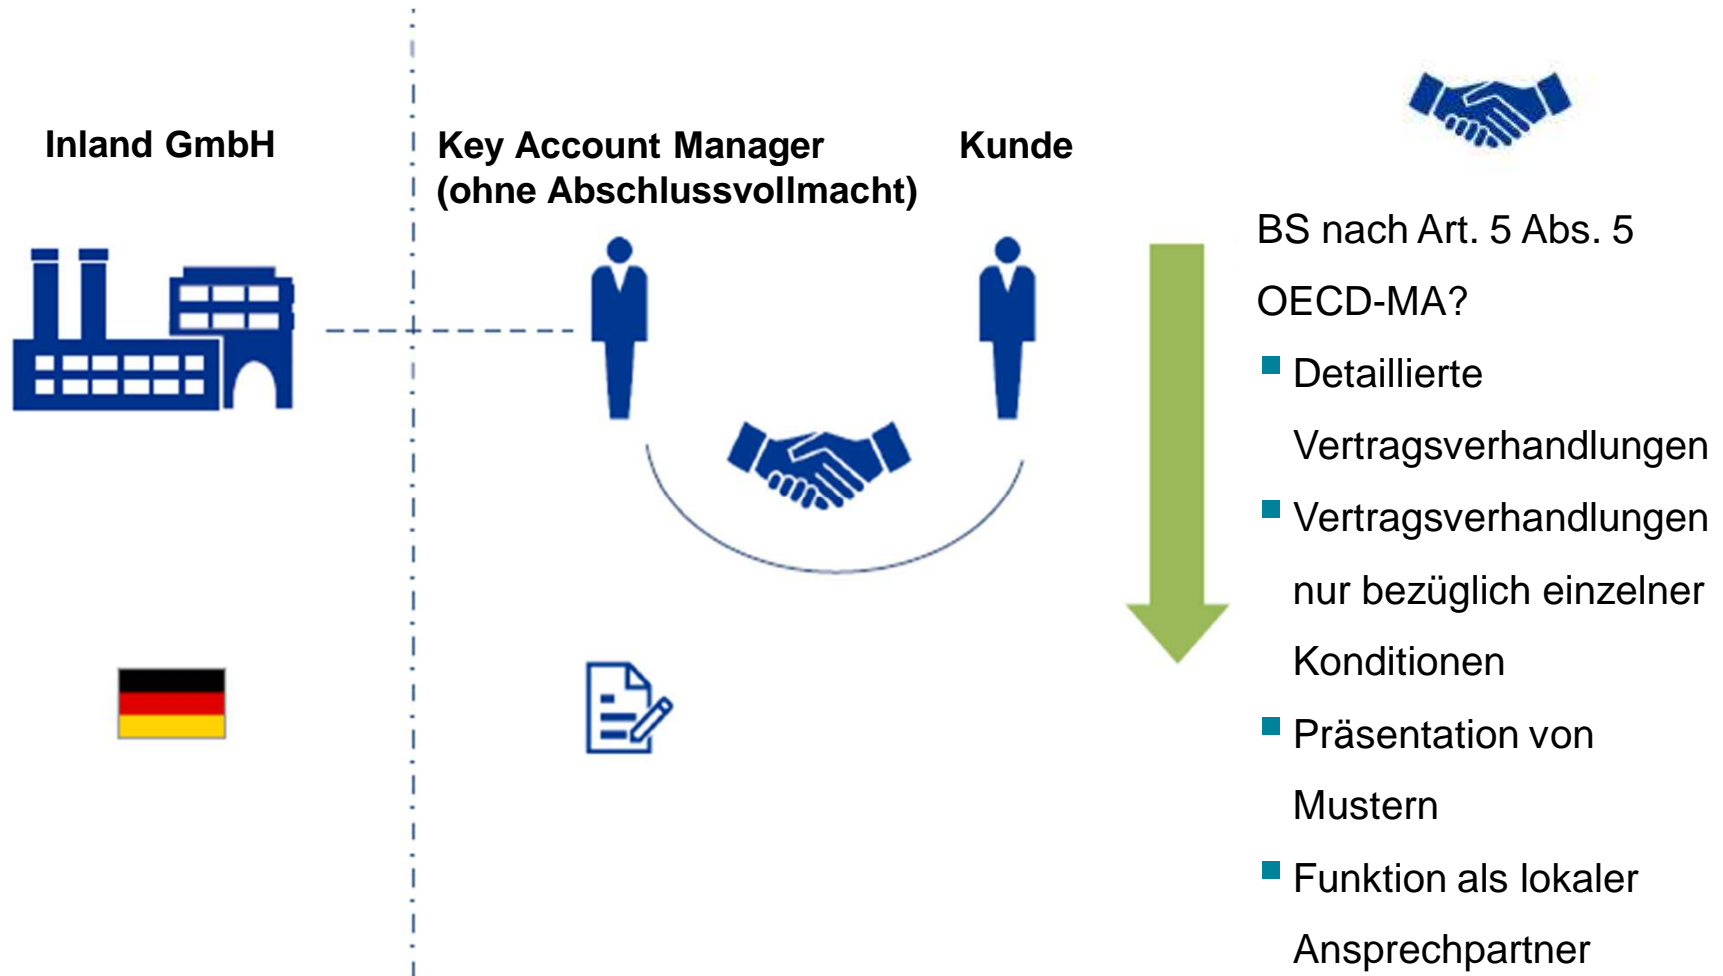 Inland GmbH
Key Account Manager
(ohne Abschlussvollmacht)
Kunde
BS nach Art. 5 Abs. 5
OECD-MA?
Detaillierte
Vertragsverhandlungen
Vertragsverhandlungen
nur bezüglich einzelner
Konditionen
Präsentation von
Mustern
Funktion als lokaler
Ansprechpartner